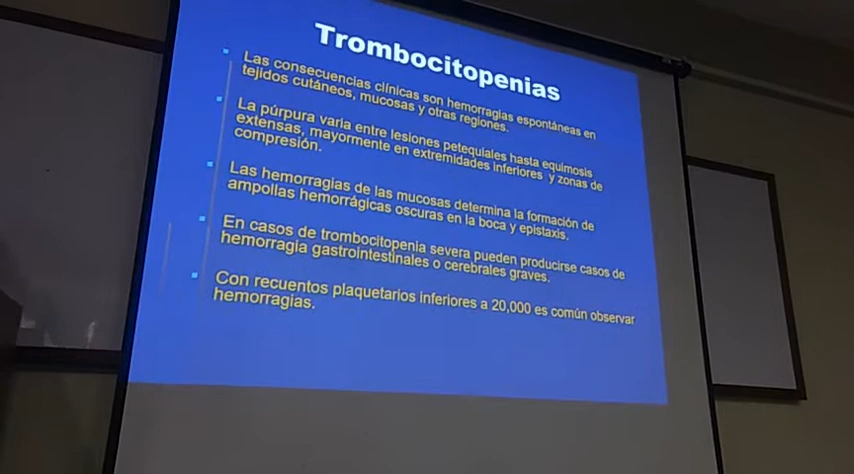 Trombocitopenias
Las consecuencias clínicas son hemorragias espontáneas en
tejidos cutáneos, mucosas y otras regiones.
La púrpura varia entre lesiones petequiales hasta equimosis
extensas, mayormente en extremidades inferiores y zonas de
compresión.
Las hemorragias de las mucosas determina la formación de
ampollas hemorrágicas oscuras en la boca y epistaxis.
En casos de trombocitopenia severa pueden producirse casos de
hemorragia gastrointestinales o cerebrales graves.
Con recuentos plaquetarios inferiores a 20,000 es común observar
hemorragias.